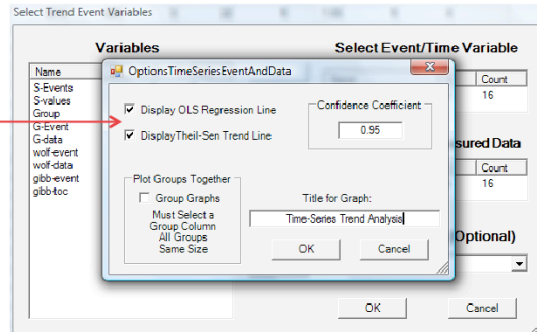 Select Trend Event Variables
Variables
Select Event/Time Variable
Name
S-Events
S-values
Group
G-Event
G-data
wolf-event
wolf-data
gibb-event
gibb-toc
Count
16
sured Data
Count
16
Optional)
OK
Cancel
OptionsTimeSeriesEventAndData
Display OLS Regression Line
DisplayTheil-Sen Trend Line
Confidence Coefficient
0.95
Plot Groups Together
Group Graphs
Must Select a
Group Column
All Groups
Same Size
Title for Graph:
Time-Series Trend Analysis
OK
Cancel